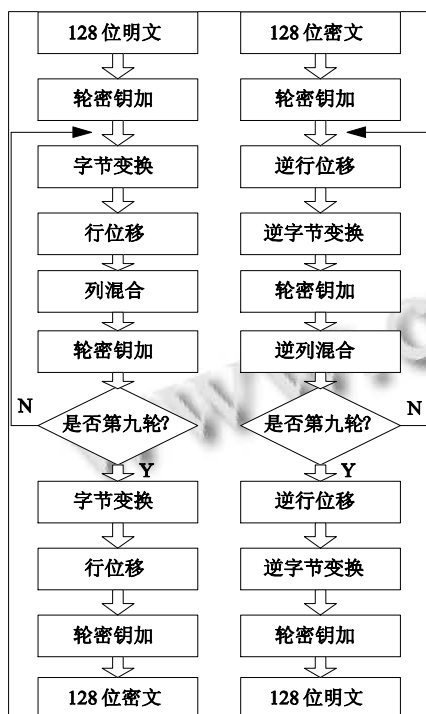 128位明文
轮密钥加
字节变换
行位移
列混合
轮密钥加
是否第九轮?
N
Y
字节变换
行位移
轮密钥加
128位密文
128位密文
轮密钥加
逆行位移
逆字节变换
轮密钥加
逆列混合
是否第九轮?
N
Y
逆行位移
逆字节变换
轮密钥加
128位明文
www.c